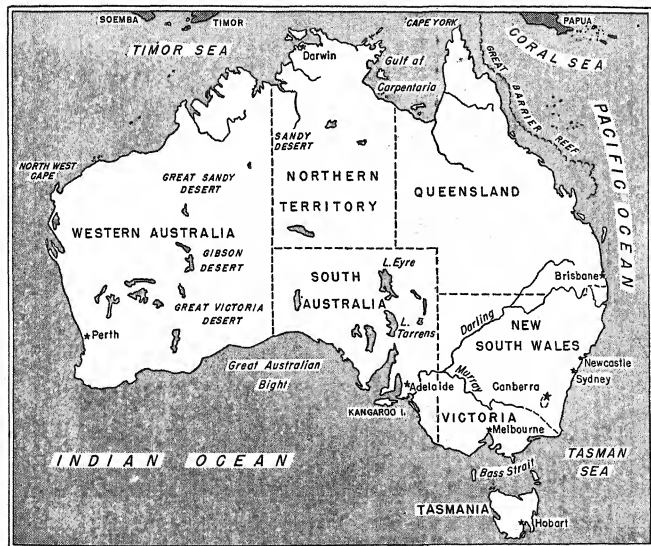 SOEMBA
TIMOR
CAPE YORK
PAPUA
TIMOR SEA
CORAL SEA
Darwin
Gulf of
Carpentaria
GREAT BARRIER REEF
PACIFIC OCEAN
NORTH WEST
CAPE
GREAT SANDY
DESERT
SANDY
DESERT
NORTHERN
TERRITORY
QUEENSLAND
WESTERN AUSTRALIA
GIBSON
DESERT
SOUTH
AUSTRALIA
L. Eyre
Brisbane
GREAT VICTORIA
DESERT
L.
Tarrens
Darling
NEW
SOUTH WALES
Perth
Great Australian
Bight
Murray
Newcastle
Sydney
Canberra
Adelaide
KANGAROO I.
VICTORIA
Melbourne
INDIAN OCEAN
Bass Strait
TASMAN
SEA
TASMANIA
Hobart